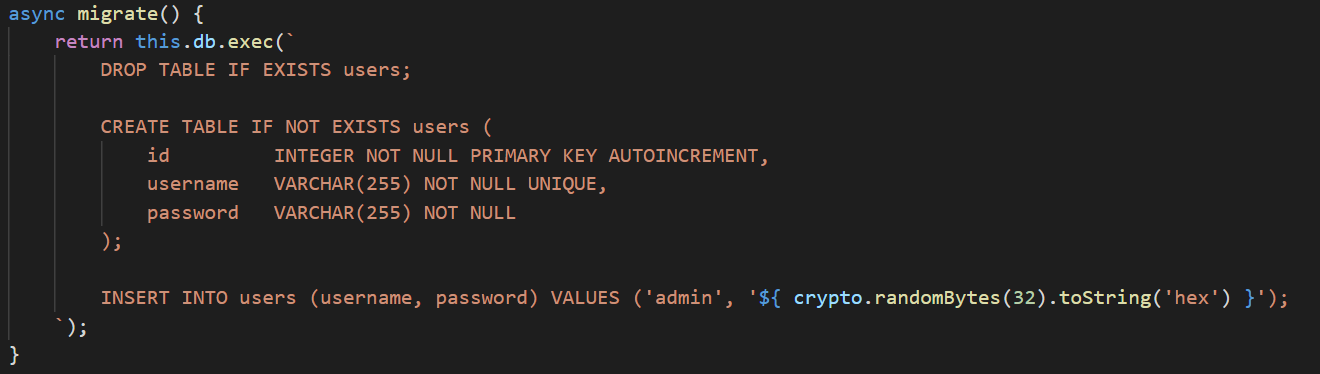 async migrate() {
    return this.db.exec(`
        DROP TABLE IF EXISTS users;

        CREATE TABLE IF NOT EXISTS users (
            id         INTEGER NOT NULL PRIMARY KEY AUTOINCREMENT,
            username   VARCHAR(255) NOT NULL UNIQUE,
            password   VARCHAR(255) NOT NULL
        );

        INSERT INTO users (username, password) VALUES ('admin', '${ crypto.randomBytes(32).toString('hex') }');
    `);
}